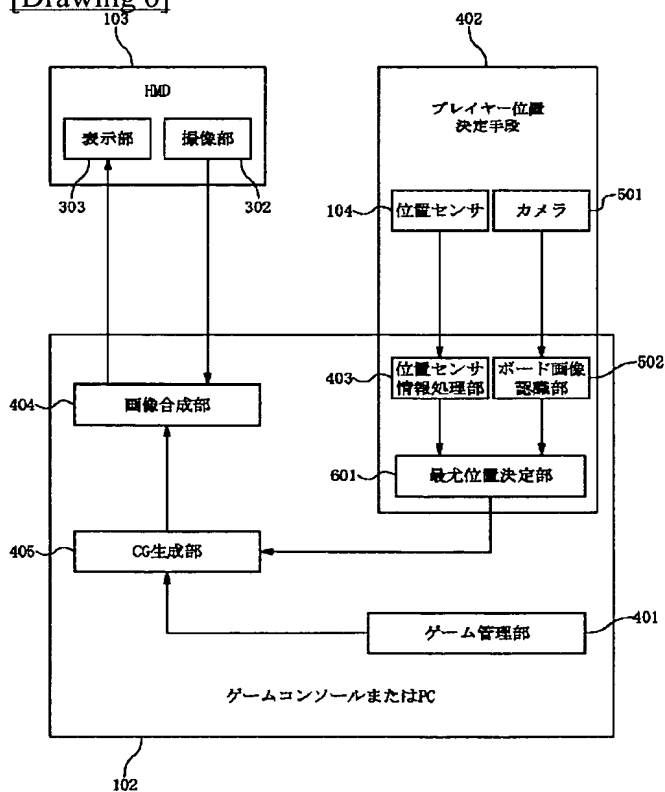 [Drawing 6]
103
402
HMD
プレイヤー位置
決定手段
表示部
撮像部
303
302
104
位置センサ
カメラ
501
403
位置センサ
情報処理部
ボード画像
認識部
502
404
画像合成部
601
最尤位置決定部
405
CG生成部
ゲーム管理部
401
ゲームコンソールまたはPC
102